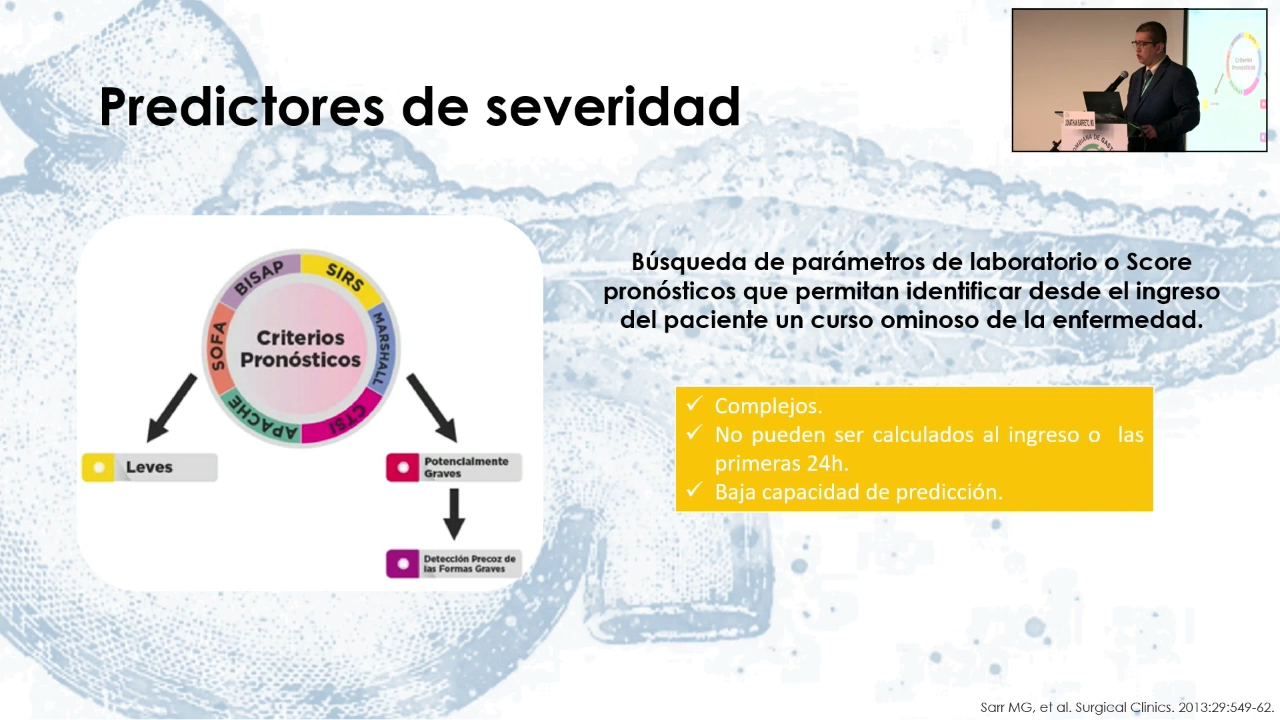 Predictores de severidad
BISAP
SIRS
MARSHALL
CTSI
APACHE
SOFA
Criterios
Pronósticos
Leves
Potencialmente
Graves
Detección Precoz de
las Formas Graves
Búsqueda de parámetros de laboratorio o Score
pronósticos que permitan identificar desde el ingreso
del paciente un curso ominoso de la enfermedad.
✓ Complejos.
✓ No pueden ser calculados al ingreso o las
primeras 24h.
✓ Baja capacidad de predicción.
Criterios
Pronósticos
Sarr MG, et al. Surgical Clinics. 2013:29:549-62.